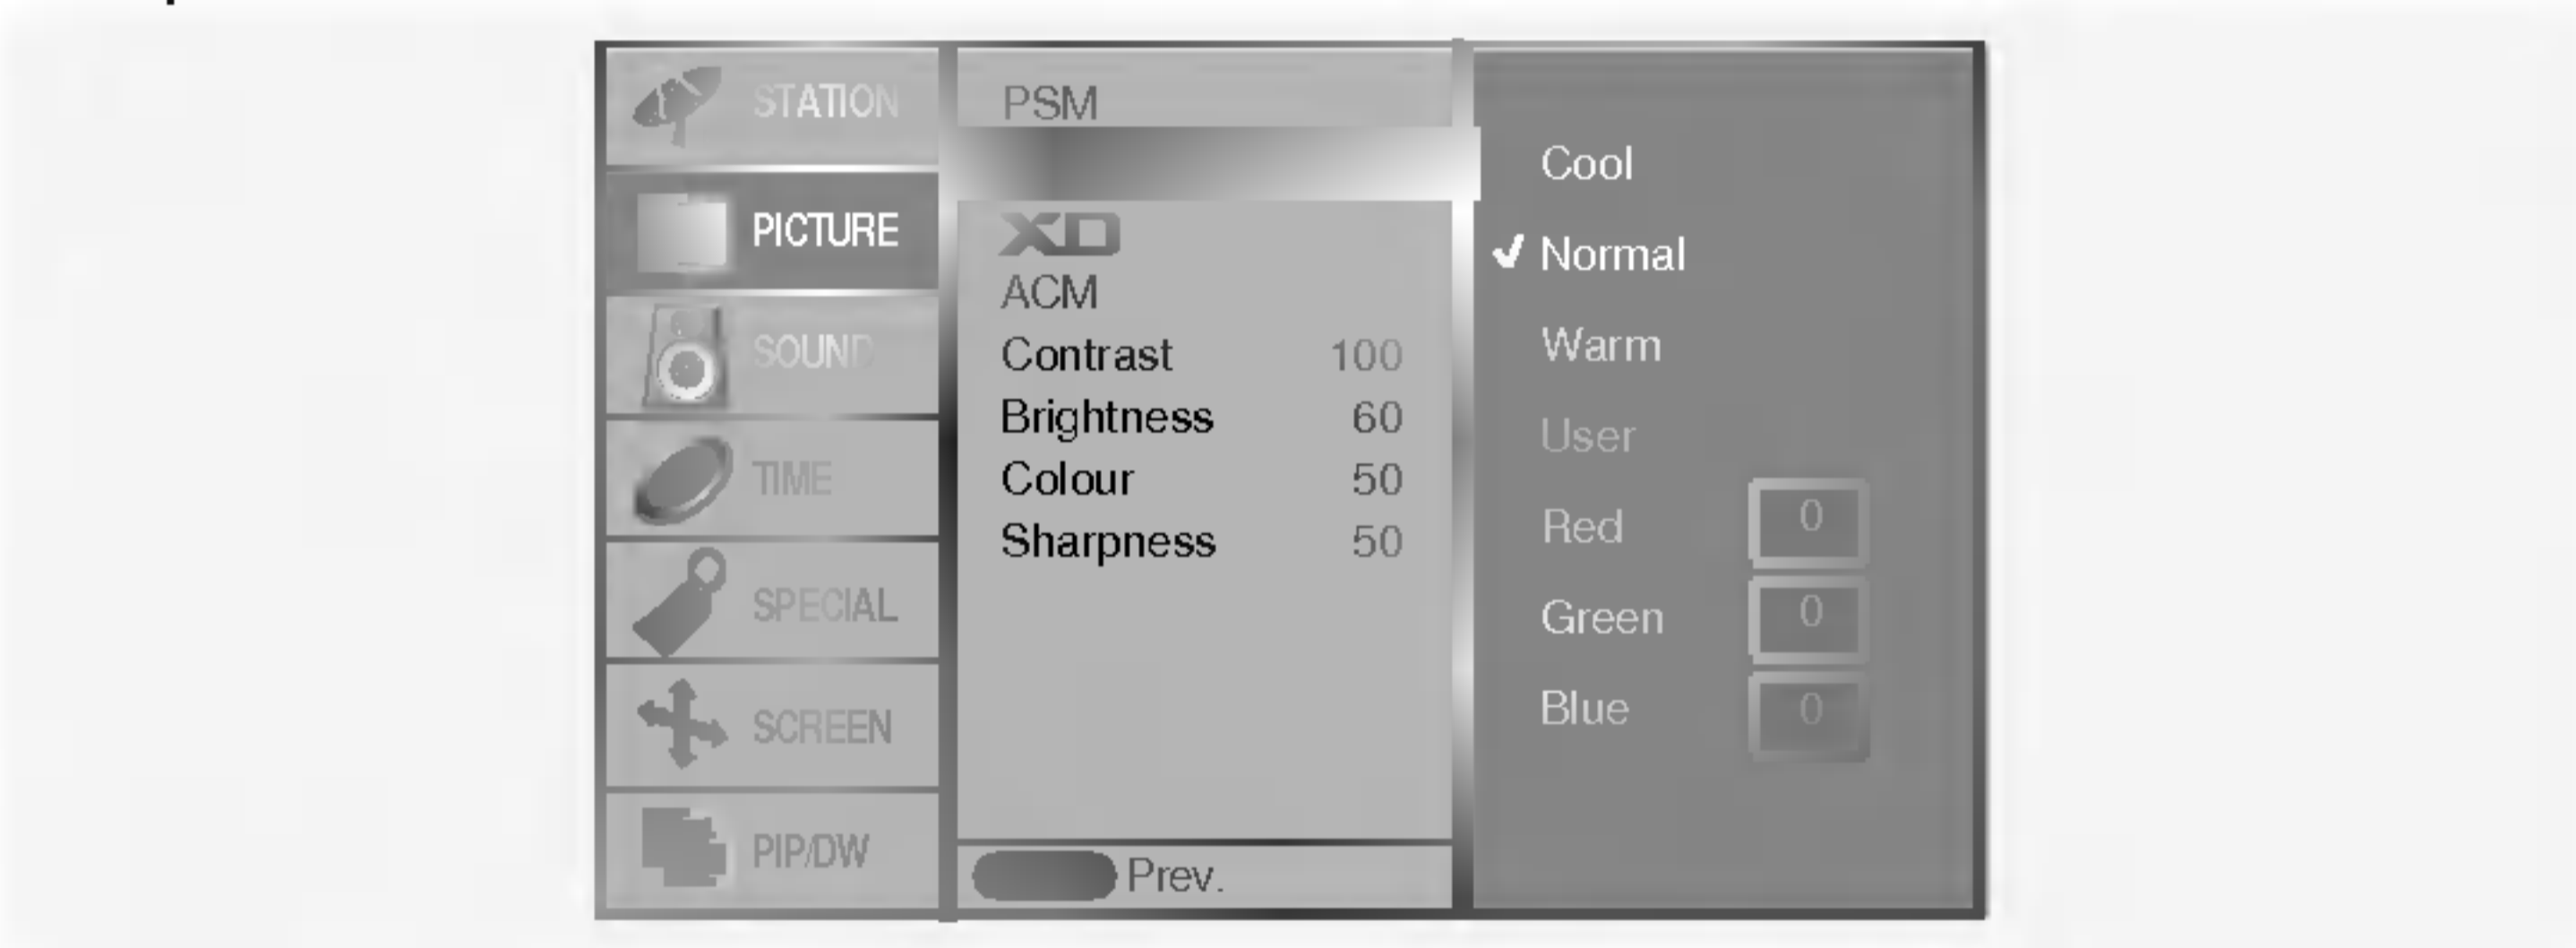 STATION
PICTURE
SOUND
TIME
SPECIAL
SCREEN
PIP/DW
PSM
XD
ACM
Contrast 100
Brightness 60
Colour 50
Sharpness 50
Prev.
Cool
✓ Normal
Warm
User
Red 0
Green 0
Blue 0